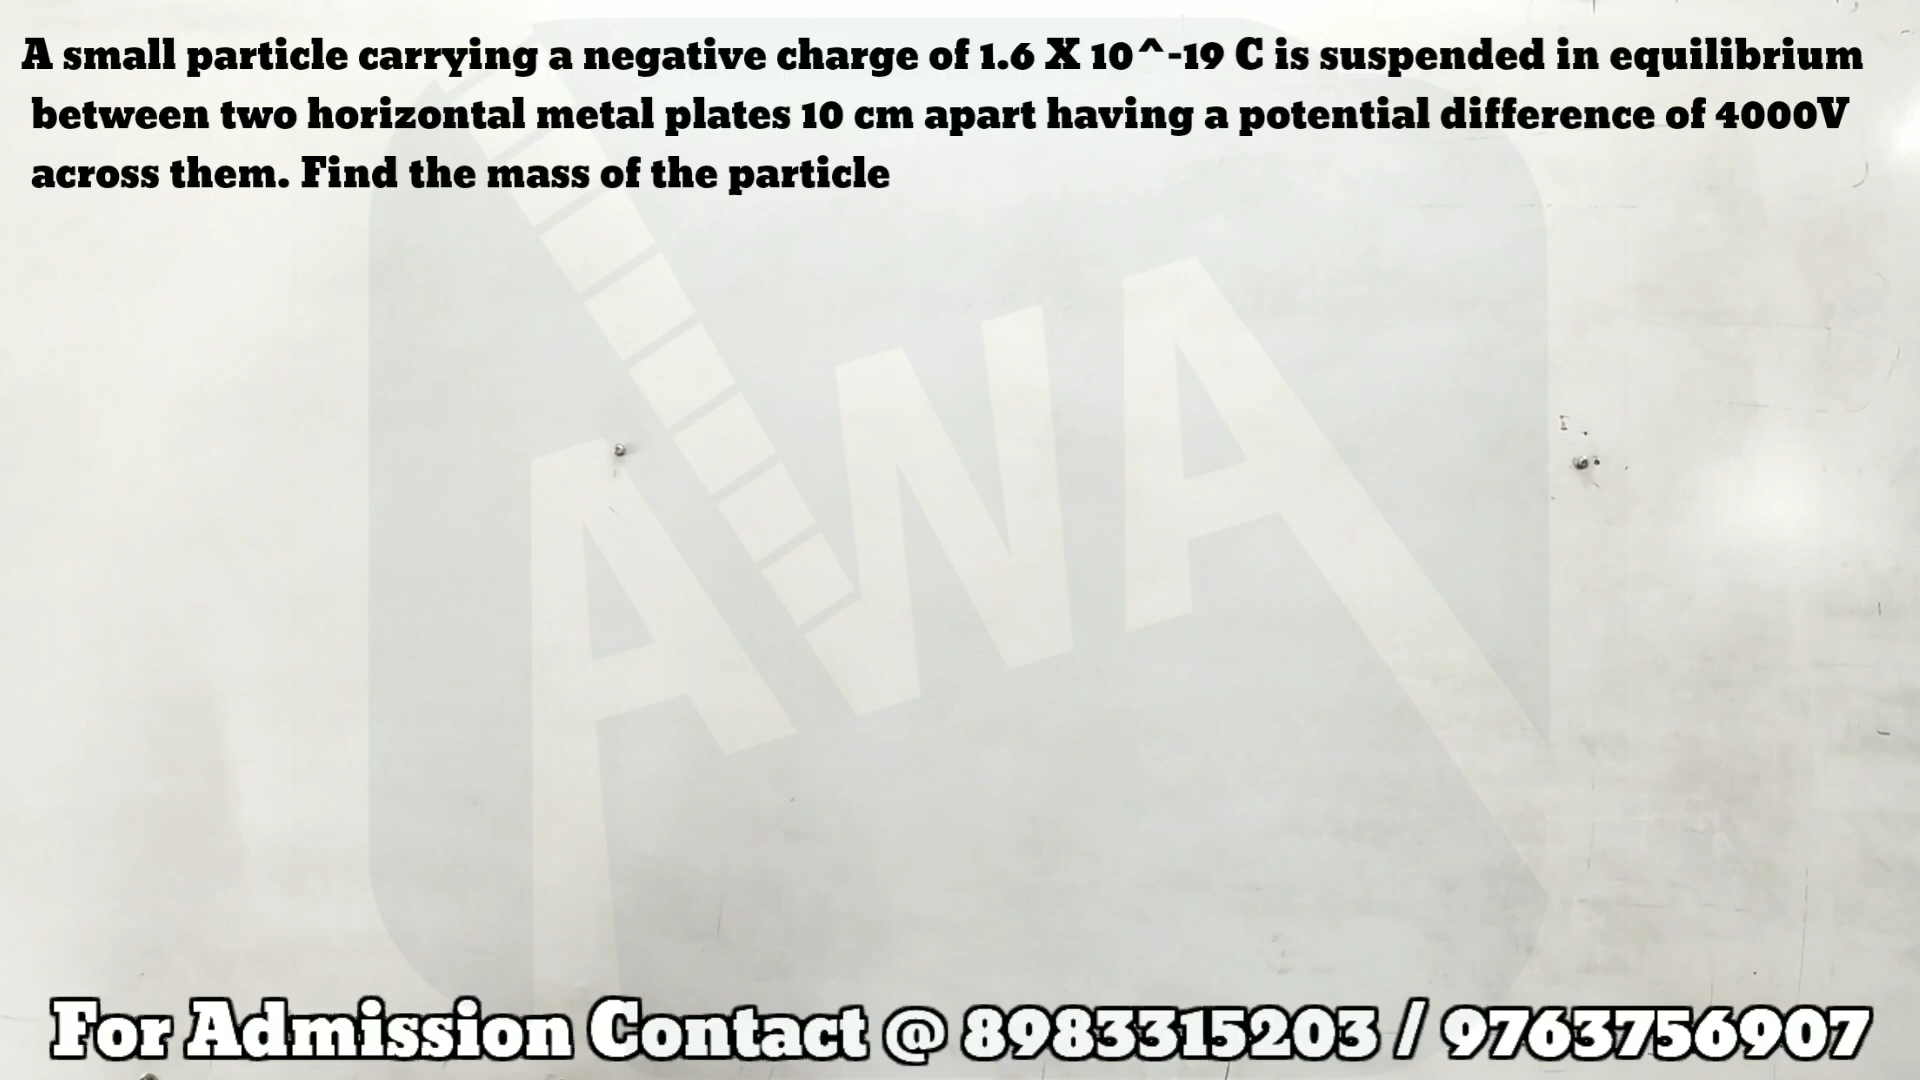 A small particle carrying a negative charge of 1.6 X 10^-19 C is suspended in equilibrium
between two horizontal metal plates 10 cm apart having a potential difference of 4000V
across them. Find the mass of the particle
AWA
For Admission Contact @ 8983315203 / 9763756907